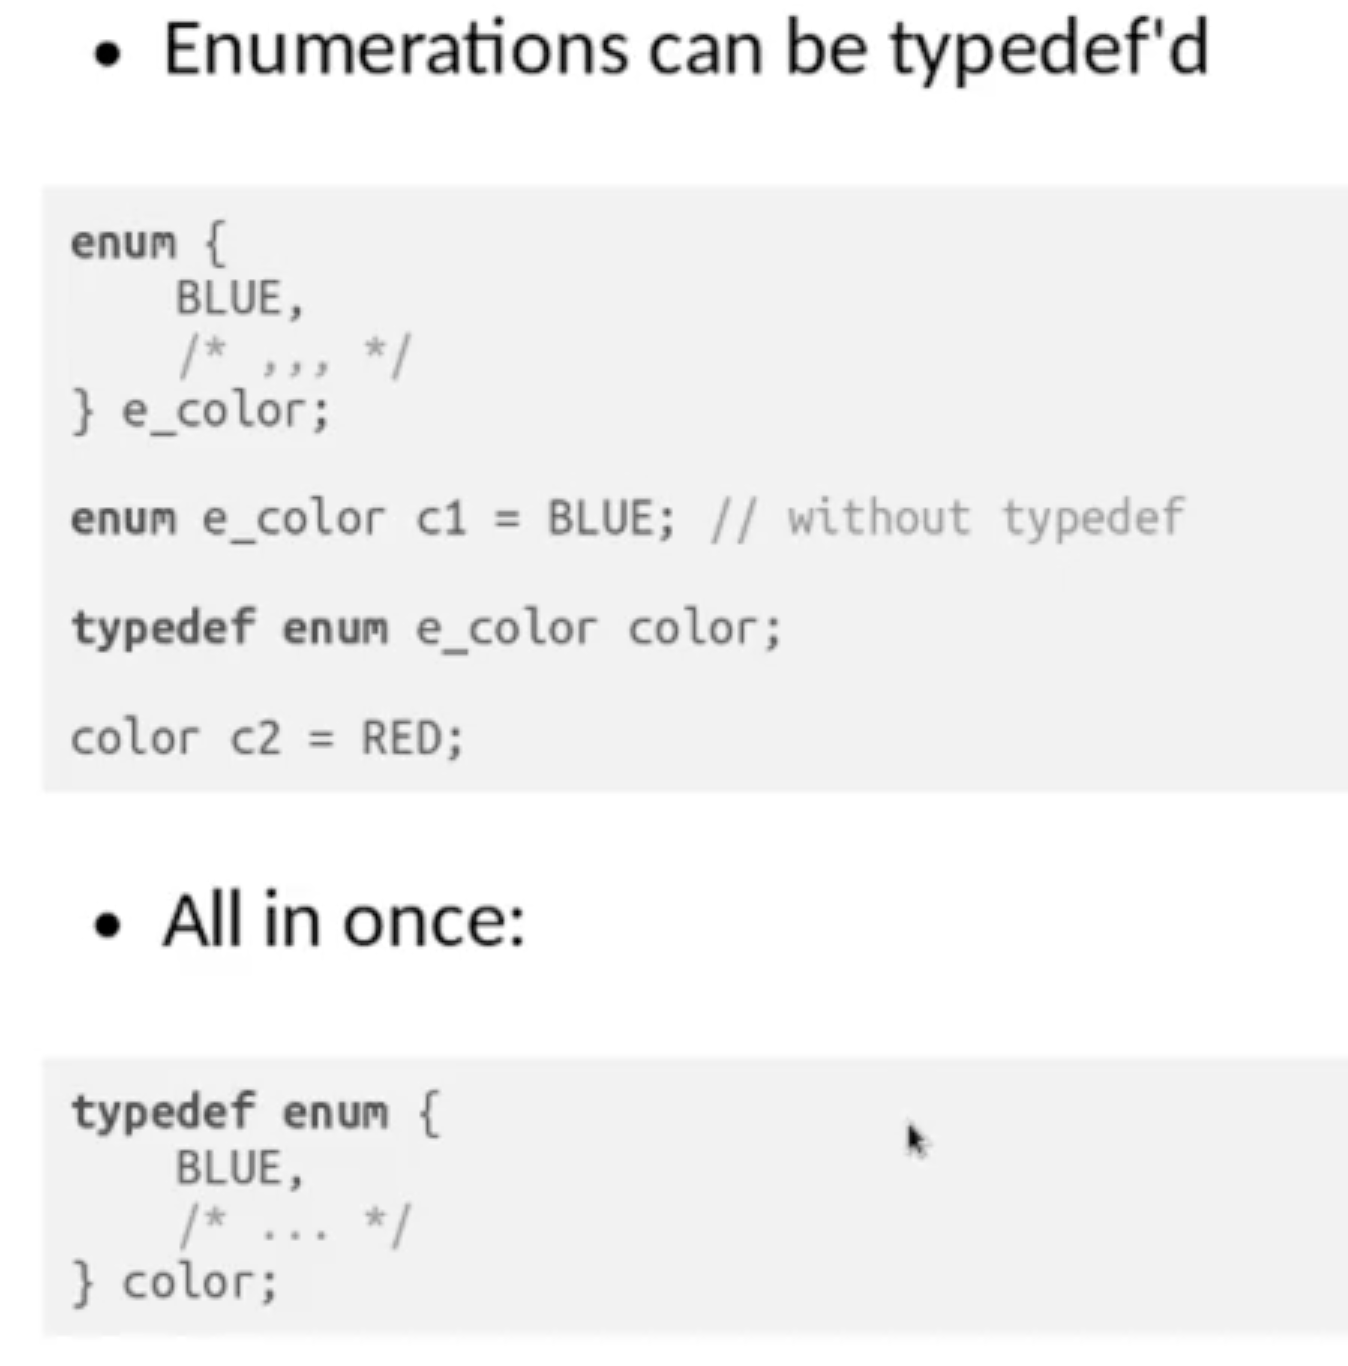 • Enumerations can be typedef'd
enum {
    BLUE,
    /* ,,, */
} e_color;
enum e_color c1 = BLUE; // without typedef
typedef enum e_color color;
color c2 = RED;
• All in once:
typedef enum {
    BLUE,
    /* ... */
} color;